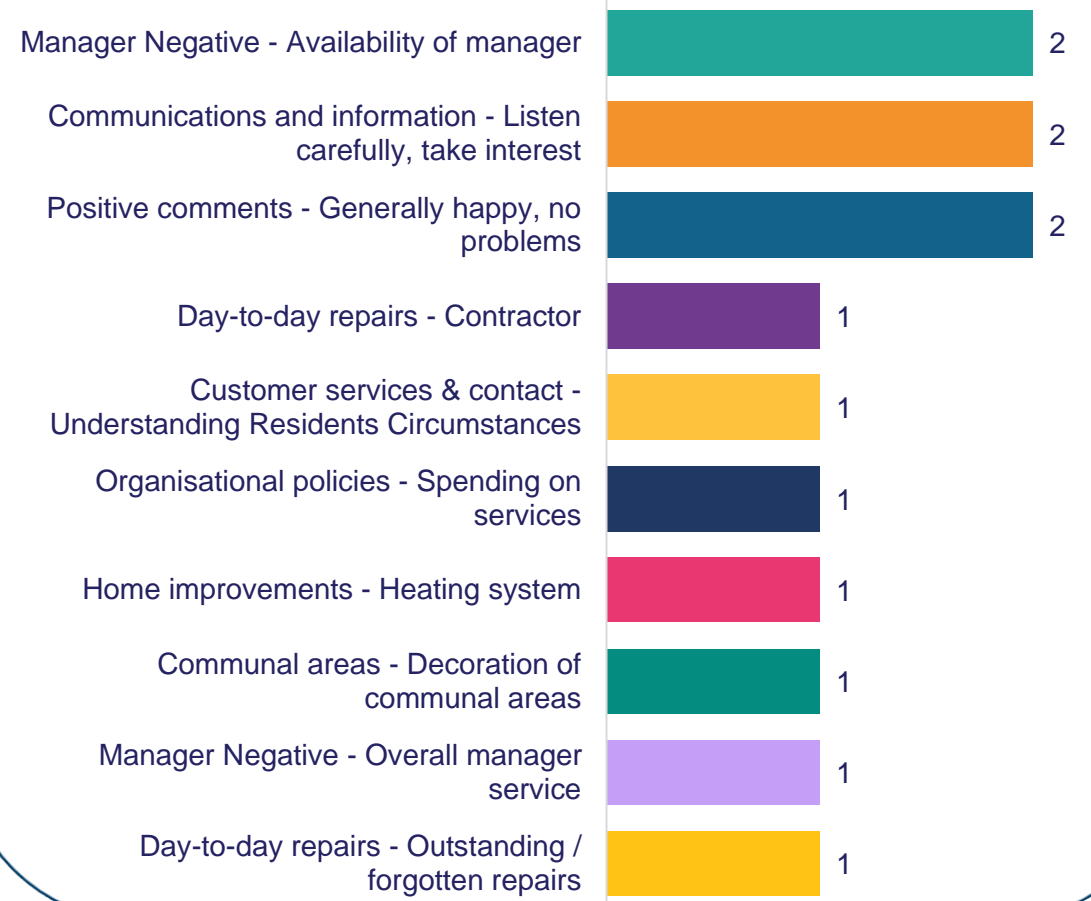 Manager Negative - Availability of manager 2
Communications and information - Listen
carefully, take interest 2
Positive comments - Generally happy, no
problems 2
Day-to-day repairs - Contractor 1
Customer services & contact -
Understanding Residents Circumstances 1
Organisational policies - Spending on
services 1
Home improvements - Heating system 1
Communal areas - Decoration of
communal areas 1
Manager Negative - Overall manager
service 1
Day-to-day repairs - Outstanding /
forgotten repairs 1